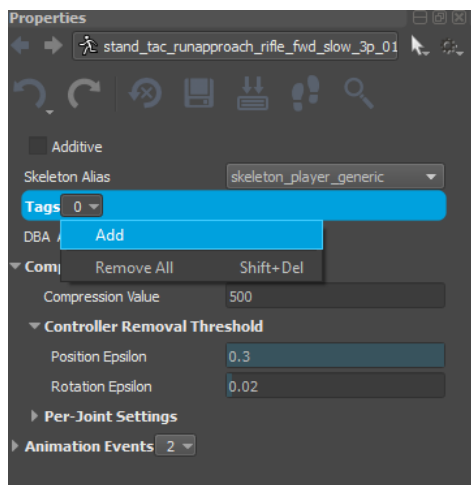 Properties
stand_tac_runapproach_rifle_fwd_slow_3p_01
Additive
Skeleton Alias skeleton_player_generic
Tags 0
Add
DBA
Remove All Shift+Del
Compression Value 500
Controller Removal Threshold
Position Epsilon 0.3
Rotation Epsilon 0.02
Per-Joint Settings
Animation Events 2